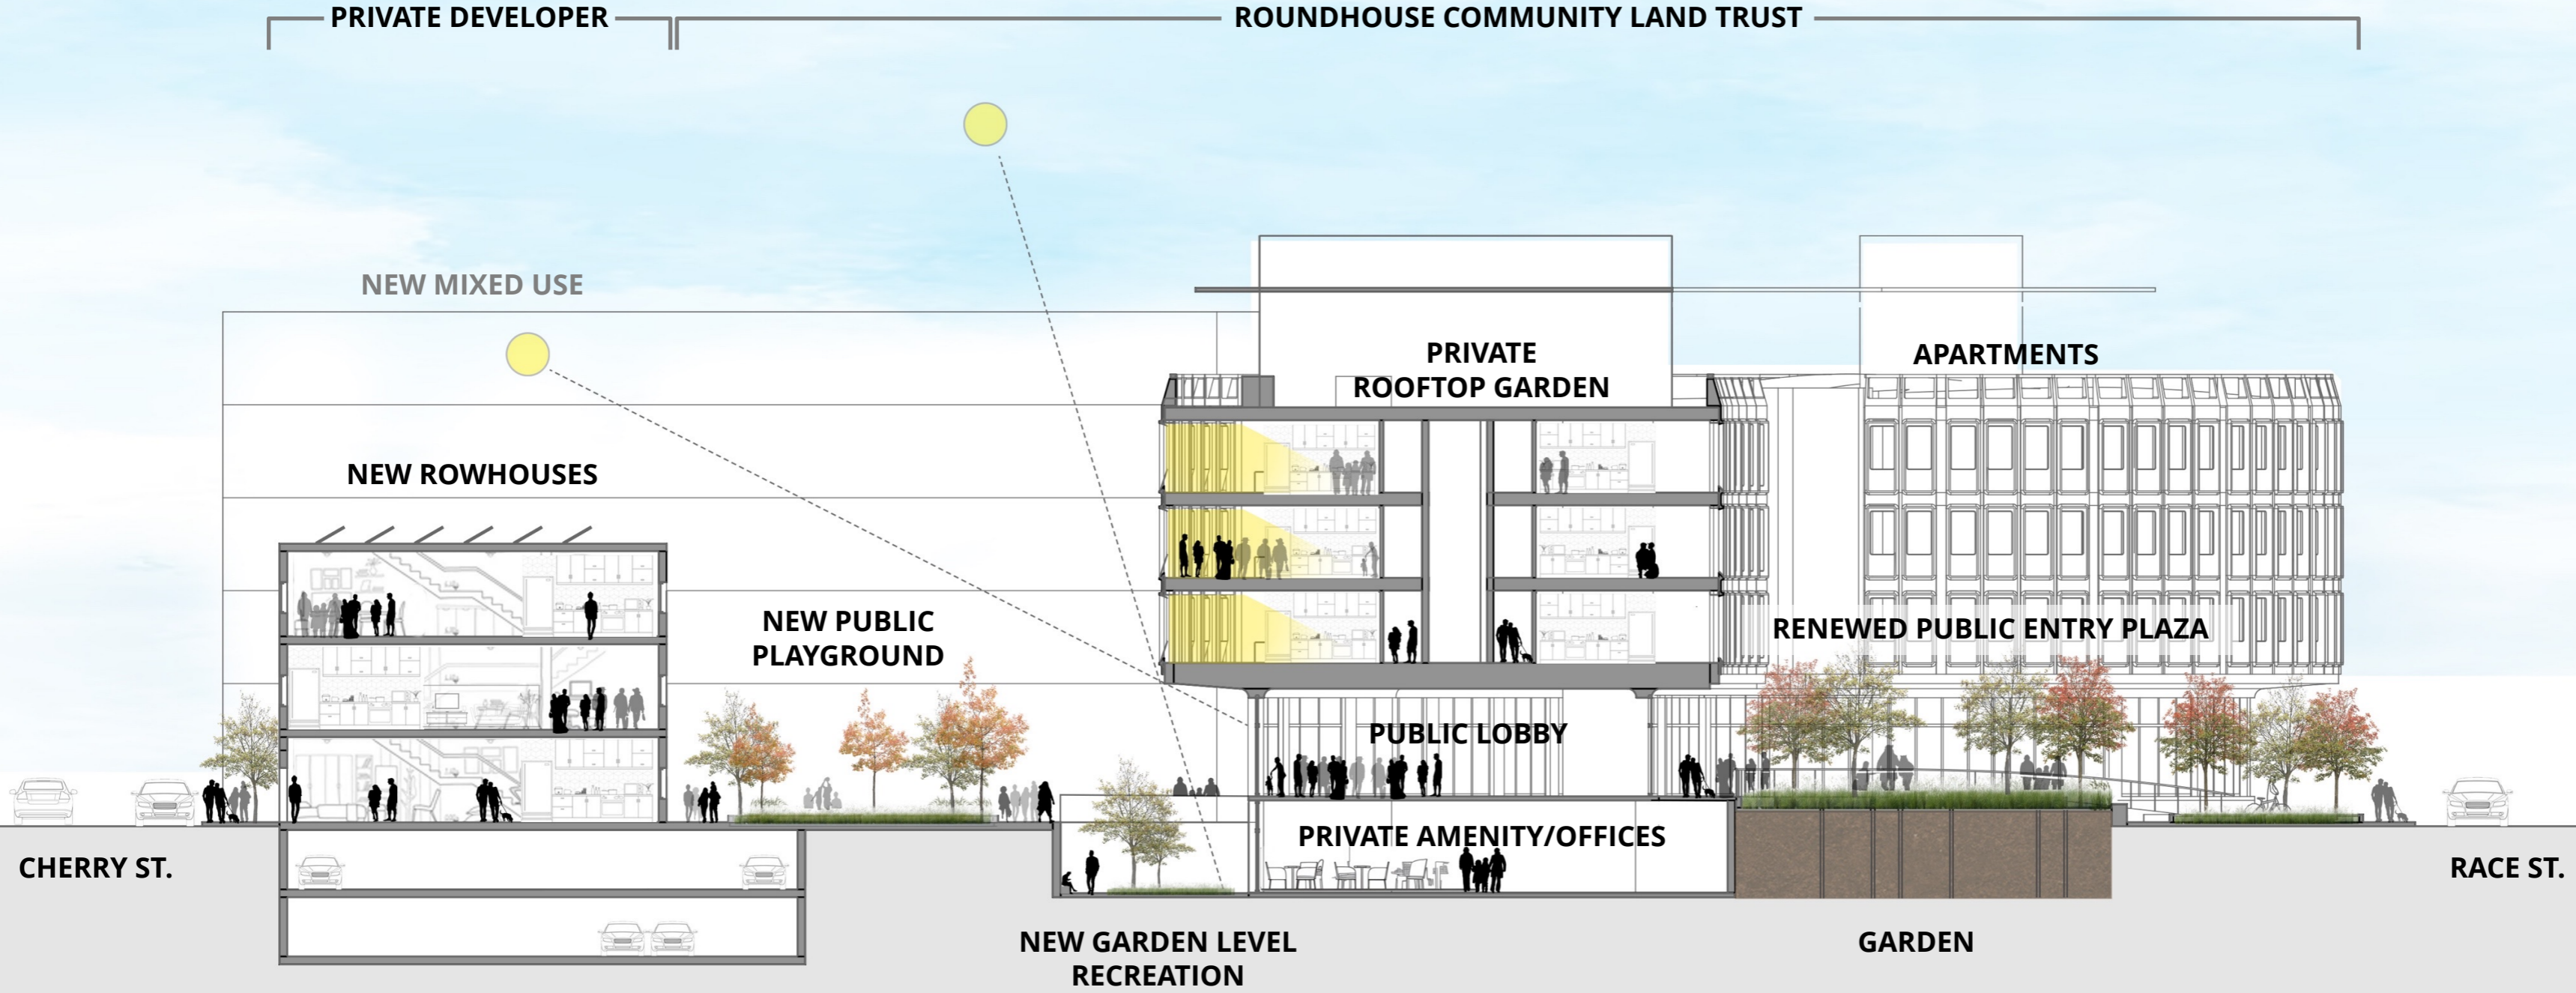 PRIVATE DEVELOPER
ROUNDHOUSE COMMUNITY LAND TRUST
NEW MIXED USE
PRIVATE
ROOFTOP GARDEN
APARTMENTS
NEW ROWHOUSES
NEW PUBLIC
PLAYGROUND
RENEWED PUBLIC ENTRY PLAZA
PUBLIC LOBBY
PRIVATE AMENITY/OFFICES
CHERRY ST.
RACE ST.
NEW GARDEN LEVEL
RECREATION
GARDEN